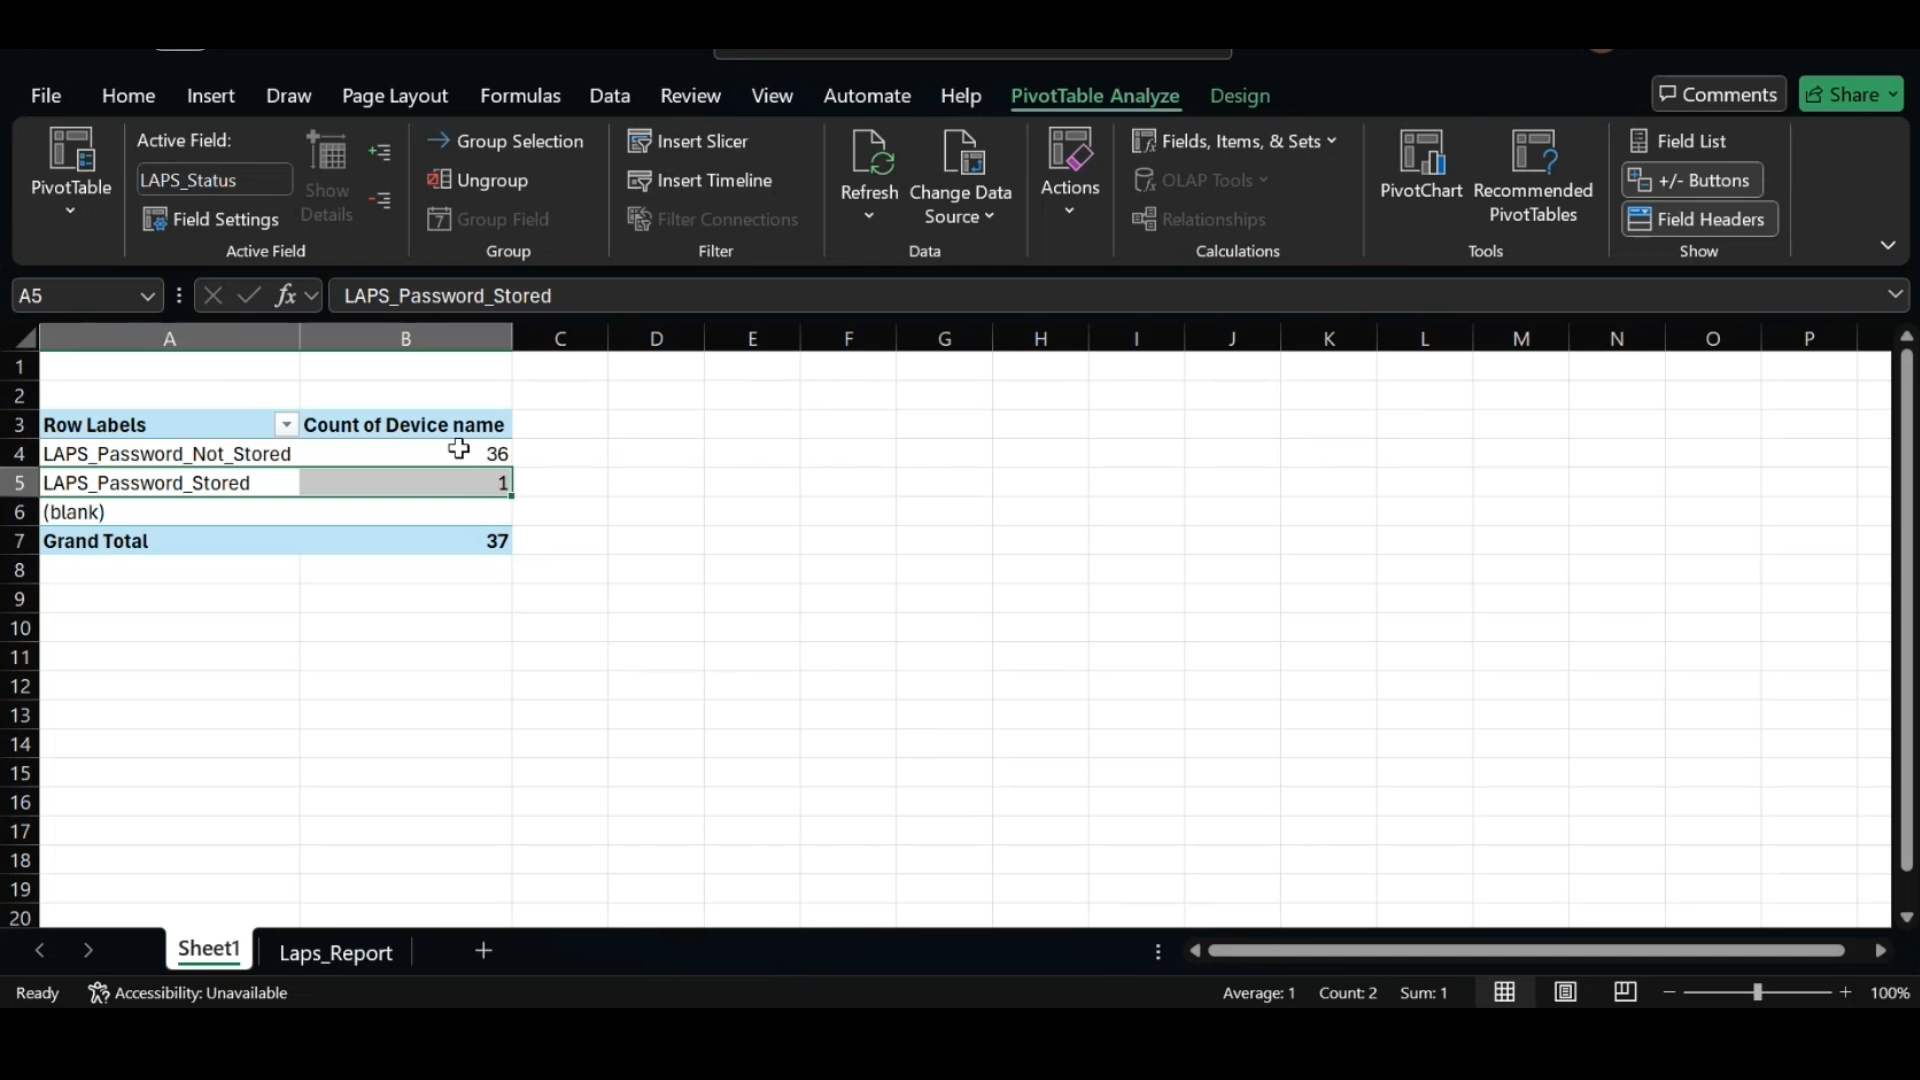 File Home Insert Draw Page Layout Formulas Data Review View Automate Help PivotTable Analyze Design Comments Share
PivotTable
Active Field:
LAPS_Status
Field Settings
Show
Details
Active Field
Group Selection
Ungroup
Group Field
Group
Insert Slicer
Insert Timeline
Filter Connections
Filter
Refresh
Change Data
Source
Data
Actions
Fields, Items, & Sets
OLAP Tools
Relationships
Calculations
PivotChart
Recommended
PivotTables
Tools
Field List
+/- Buttons
Field Headers
Show
A5 fx LAPS_Password_Stored
A B C D E F G H I J K L M N O P
1
2
3 Row Labels Count of Device name
4 LAPS_Password_Not_Stored 36
5 LAPS_Password_Stored 1
6 (blank)
7 Grand Total 37
8
9
10
11
12
13
14
15
16
17
18
19
20
Sheet1 Laps_Report
Ready Accessibility: Unavailable Average: 1 Count: 2 Sum: 1 100%